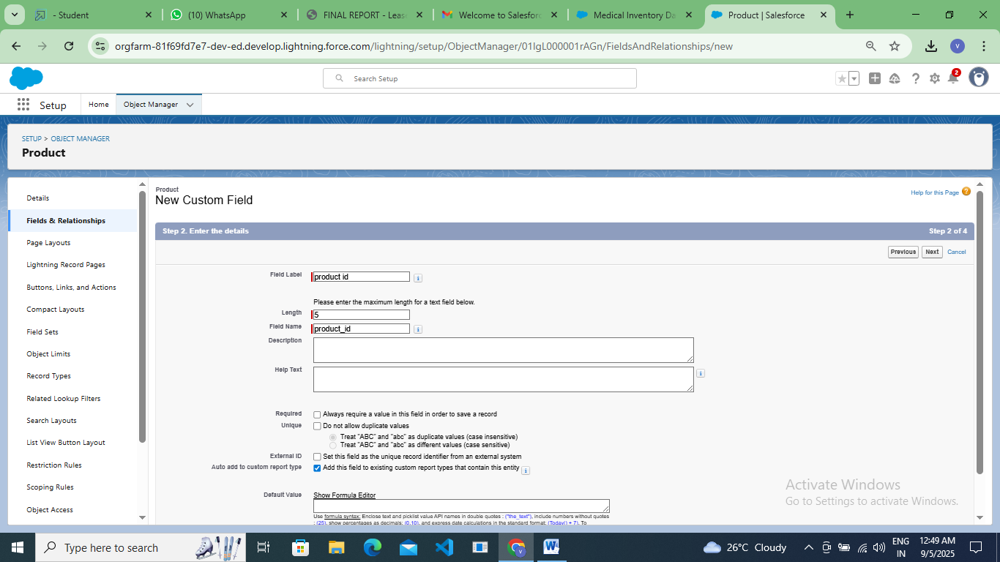 - Student
(10) WhatsApp
FINAL REPORT - Leas
Welcome to Salesforc
Medical Inventory Da
Product | Salesforce
orgfarm-81f69fd7e7-dev-ed.develop.lightning.force.com/lightning/setup/ObjectManager/01IgL000001rAGn/FieldsAndRelationships/new
V
Search Setup
2
Setup
Home
Object Manager
SETUP > OBJECT MANAGER
Product
Details
Fields & Relationships
Page Layouts
Lightning Record Pages
Buttons, Links, and Actions
Compact Layouts
Field Sets
Object Limits
Record Types
Related Lookup Filters
Search Layouts
List View Button Layout
Restriction Rules
Scoping Rules
Object Access
Product
New Custom Field
Help for this Page
Step 2. Enter the details
Step 2 of 4
Previous
Next
Cancel
Field Label
product id
Please enter the maximum length for a text field below.
Length
5
Field Name
product_id
Description
Help Text
Required
Always require a value in this field in order to save a record
Unique
Do not allow duplicate values
Treat "ABC" and "abc" as duplicate values (case insensitive)
Treat "ABC" and "abc" as different values (case sensitive)
External ID
Set this field as the unique record identifier from an external system
Auto add to custom report type
Add this field to existing custom report types that contain this entity
Default Value
Show Formula Editor
Use formula syntax: Enclose text and picklist value API names in double quotes : ("the_text"), include numbers without quotes
: (25), show percentages as decimals: (0.10), and express date calculations in the standard format: (Today() + 7). To
Activate Windows
Go to Settings to activate Windows.
Type here to search
26°C Cloudy
ENG
IN
12:49 AM
9/5/2025